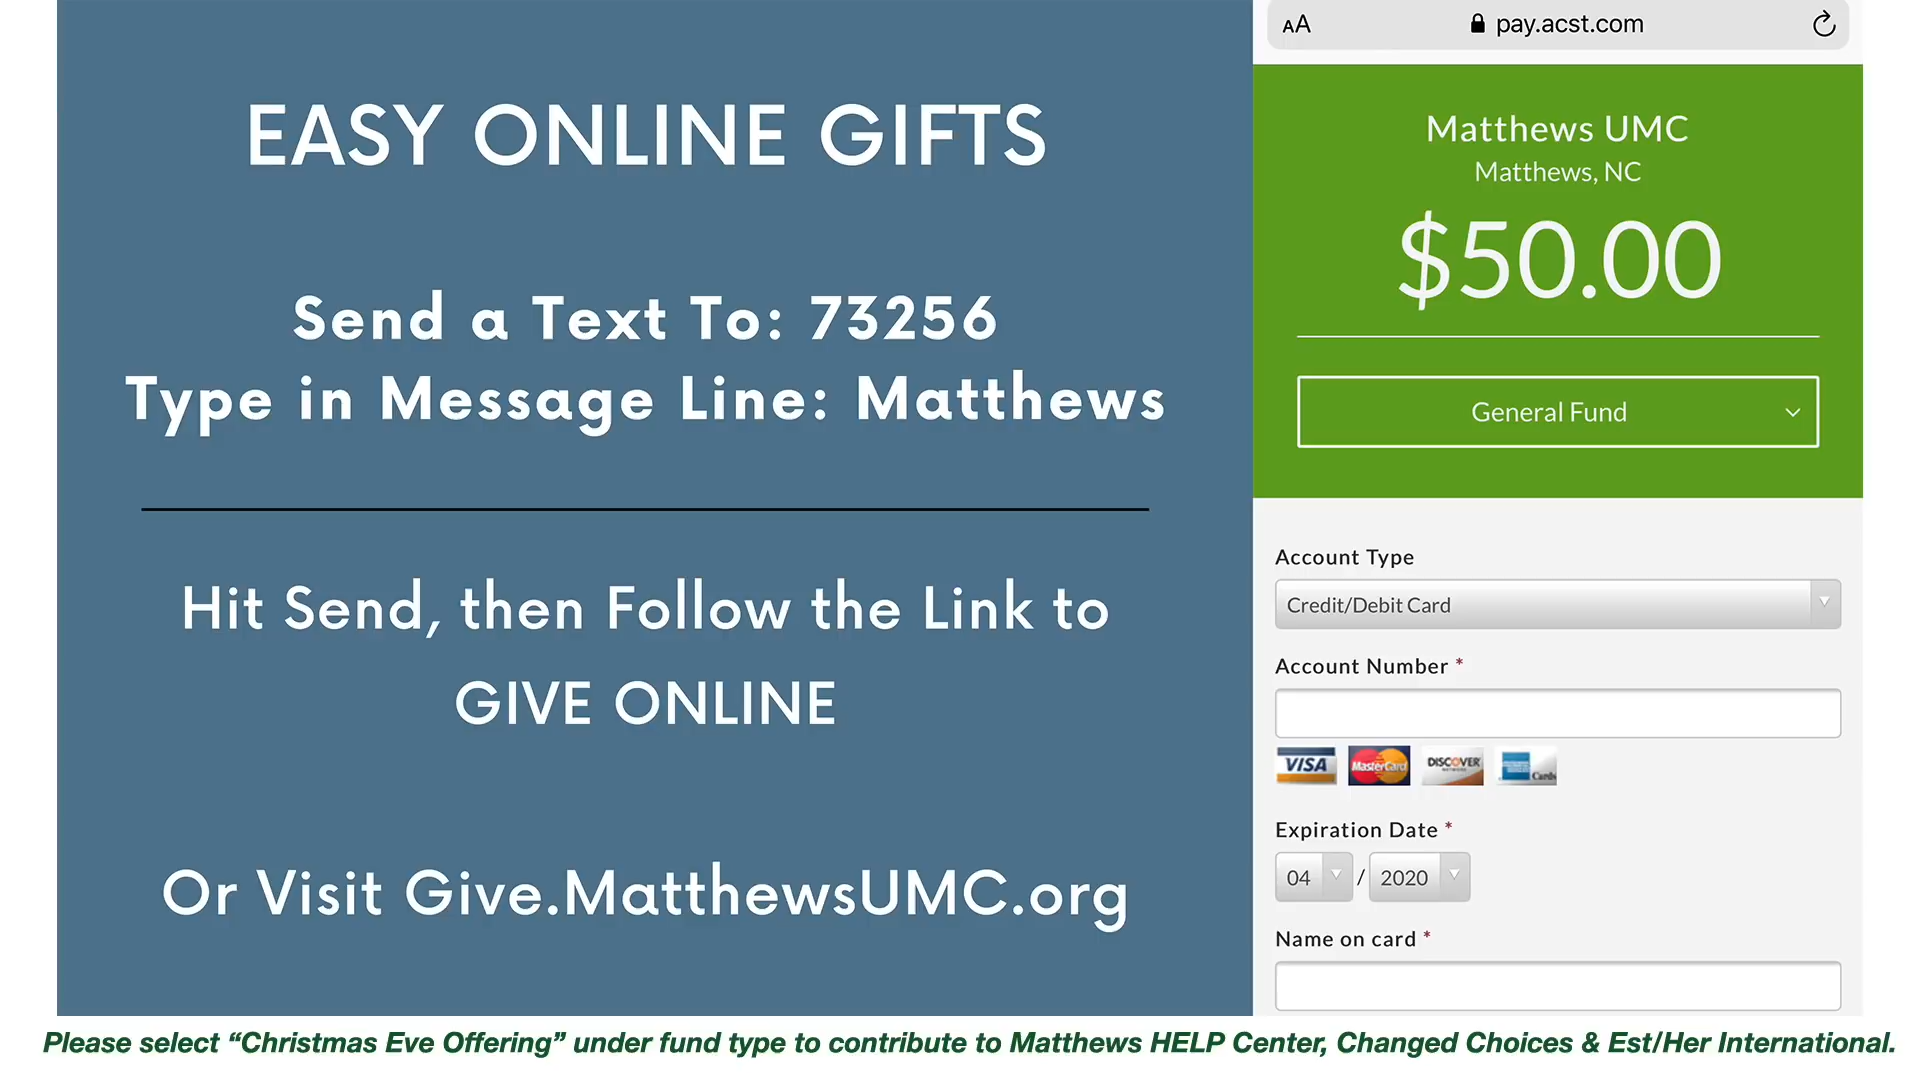 EASY ONLINE GIFTS
Send a Text To: 73256
Type in Message Line: Matthews
Hit Send, then Follow the Link to
GIVE ONLINE
Or Visit Give.MatthewsUMC.org
AA pay.acst.com
Matthews UMC
Matthews, NC
$50.00
General Fund
Account Type
Credit/Debit Card
Account Number *
VISA MasterCard DISCOVER NETWORK Cards
Expiration Date *
04 / 2020
Name on card *
Please select “Christmas Eve Offering” under fund type to contribute to Matthews HELP Center, Changed Choices & Est/Her International.